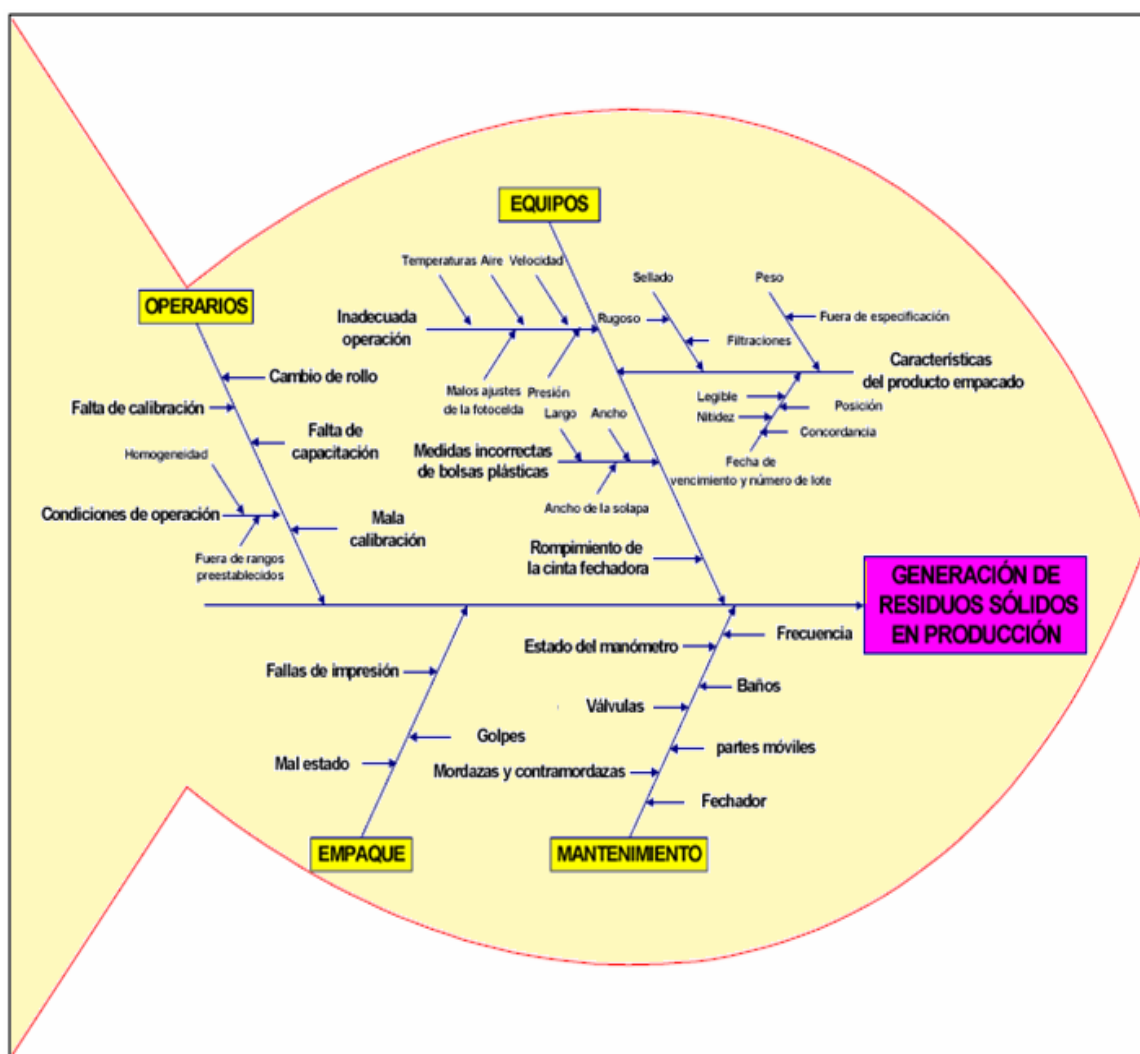 EQUIPOS
Temperaturas Aire Velocidad
Sellado
Peso
OPERARIOS
Inadecuada
operación
Rugoso
Fuera de especificación
Filtraciones
Características
del producto empacado
Cambio de rollo
Malos ajustes
de la fotocelda
Presión
Legible
Posición
Nitidez
Concordancia
Falta de calibración
Largo
Ancho
Falta de
capacitación
Medidas incorrectas
de bolsas plásticas
Homogeneidad
Fecha de
vencimiento y número de lote
Condiciones de operación
Ancho de la solapa
Mala
calibración
Fuera de rangos
preestablecidos
Rompimiento de
la cinta fechadora
GENERACIÓN DE
RESIDUOS SÓLIDOS
EN PRODUCCIÓN
Frecuencia
Estado del manómetro
Fallas de impresión
Baños
Válvulas
Golpes
partes móviles
Mal estado
Mordazas y contramordazas
Fechador
EMPAQUE
MANTENIMIENTO